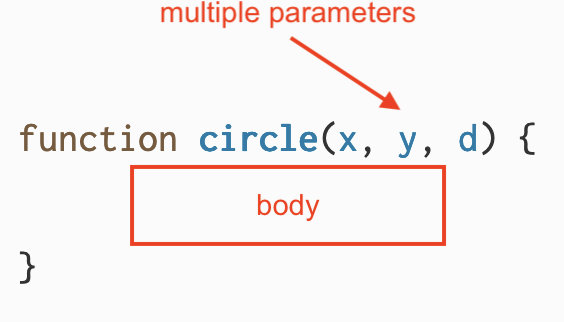 multiple parameters
function circle(x, y, d) {
body
}